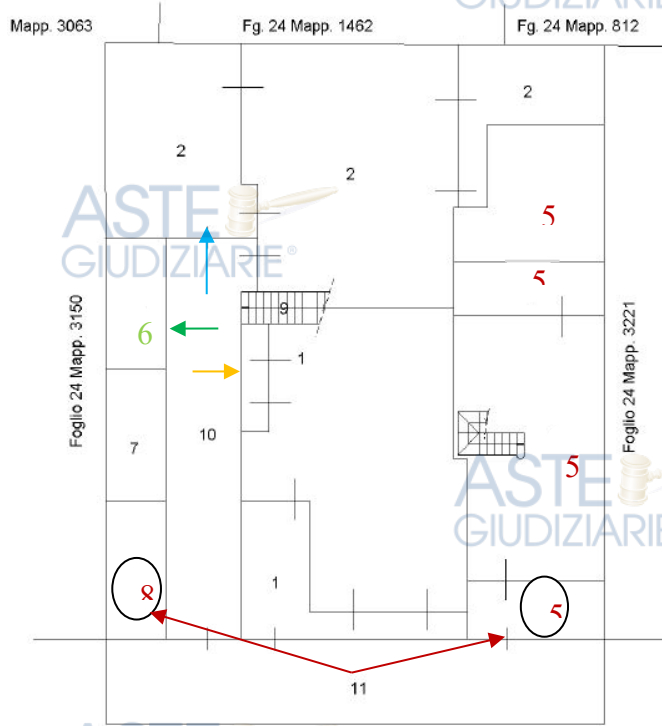 GIUDIZIARIE
Mapp. 3063
Fg. 24 Mapp. 1462
Fg. 24 Mapp. 812
2
2
2
ASTE
GIUDIZIARIE®
5
5
Foglio 24 Mapp. 3150
9
6
Foglio 24 Mapp. 3221
1
10
7
5
ASTE
GIUDIZIARIE
8
1
5
11